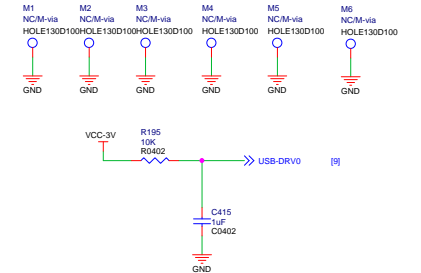 M1 M2 M3 M4 M5 M6
NC/M-via NC/M-via NC/M-via NC/M-via NC/M-via NC/M-via
HOLE130D100 HOLE130D100 HOLE130D100 HOLE130D100 HOLE130D100 HOLE130D100
GND GND GND GND GND GND
VCC-3V
R195
10K
R0402
USB-DRV0 [9]
C415
1uF
C0402
GND